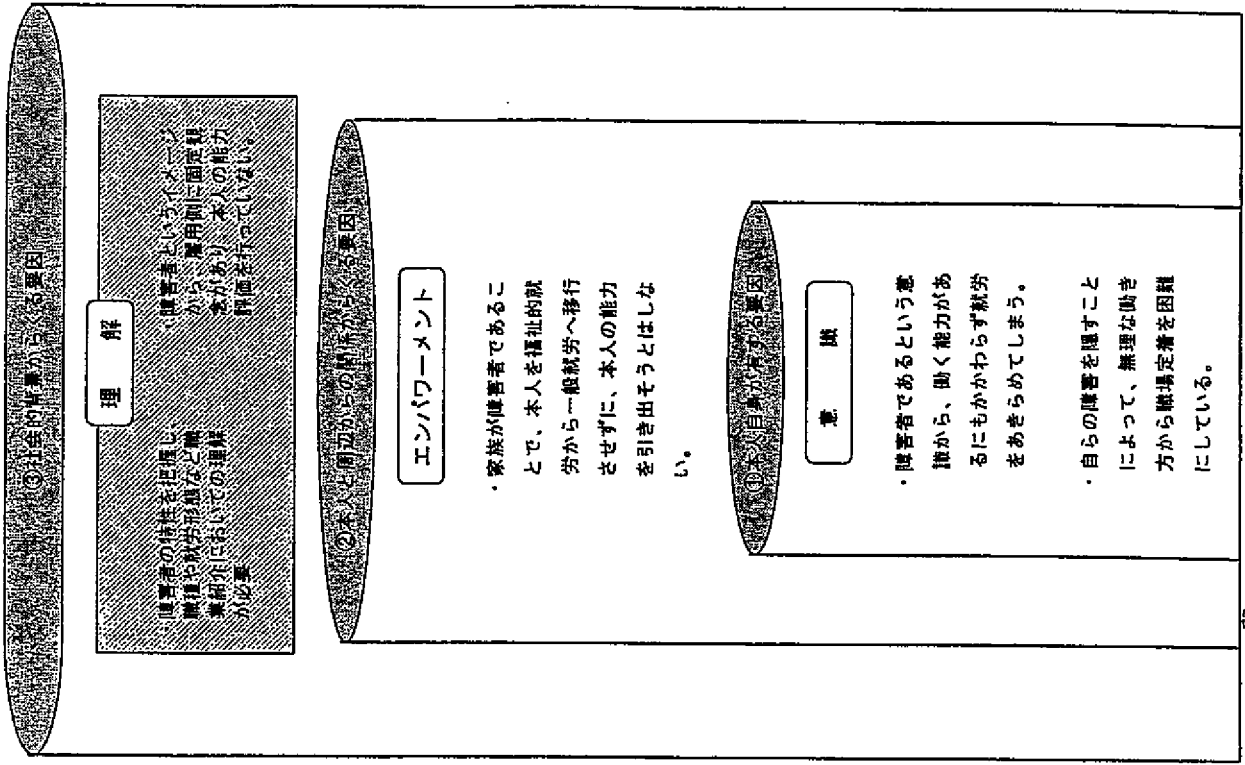 ③社会的背景からくる要因
理　解
・障害者の特性を把握し、
職種や就労形態など職
業紹介においての理解
が必要
・障害者というイメージ
から、雇用側に固定観
念があり、本人の能力
評価を行っていない。
②本人と周辺からの関係からくる要因
エンパワーメント
・家族が障害者であるこ
とで、本人を福祉的就
労から一般就労へ移行
させずに、本人の能力
を引き出そうとはしな
い。
①本人自身が有する要因
意　識
・障害者であるという意
識から、働く能力があ
るにもかかわらず就労
をあきらめてしまう。
・自らの障害を隠すこと
によって、無理な働き
方から職場定着を困難
にしている。